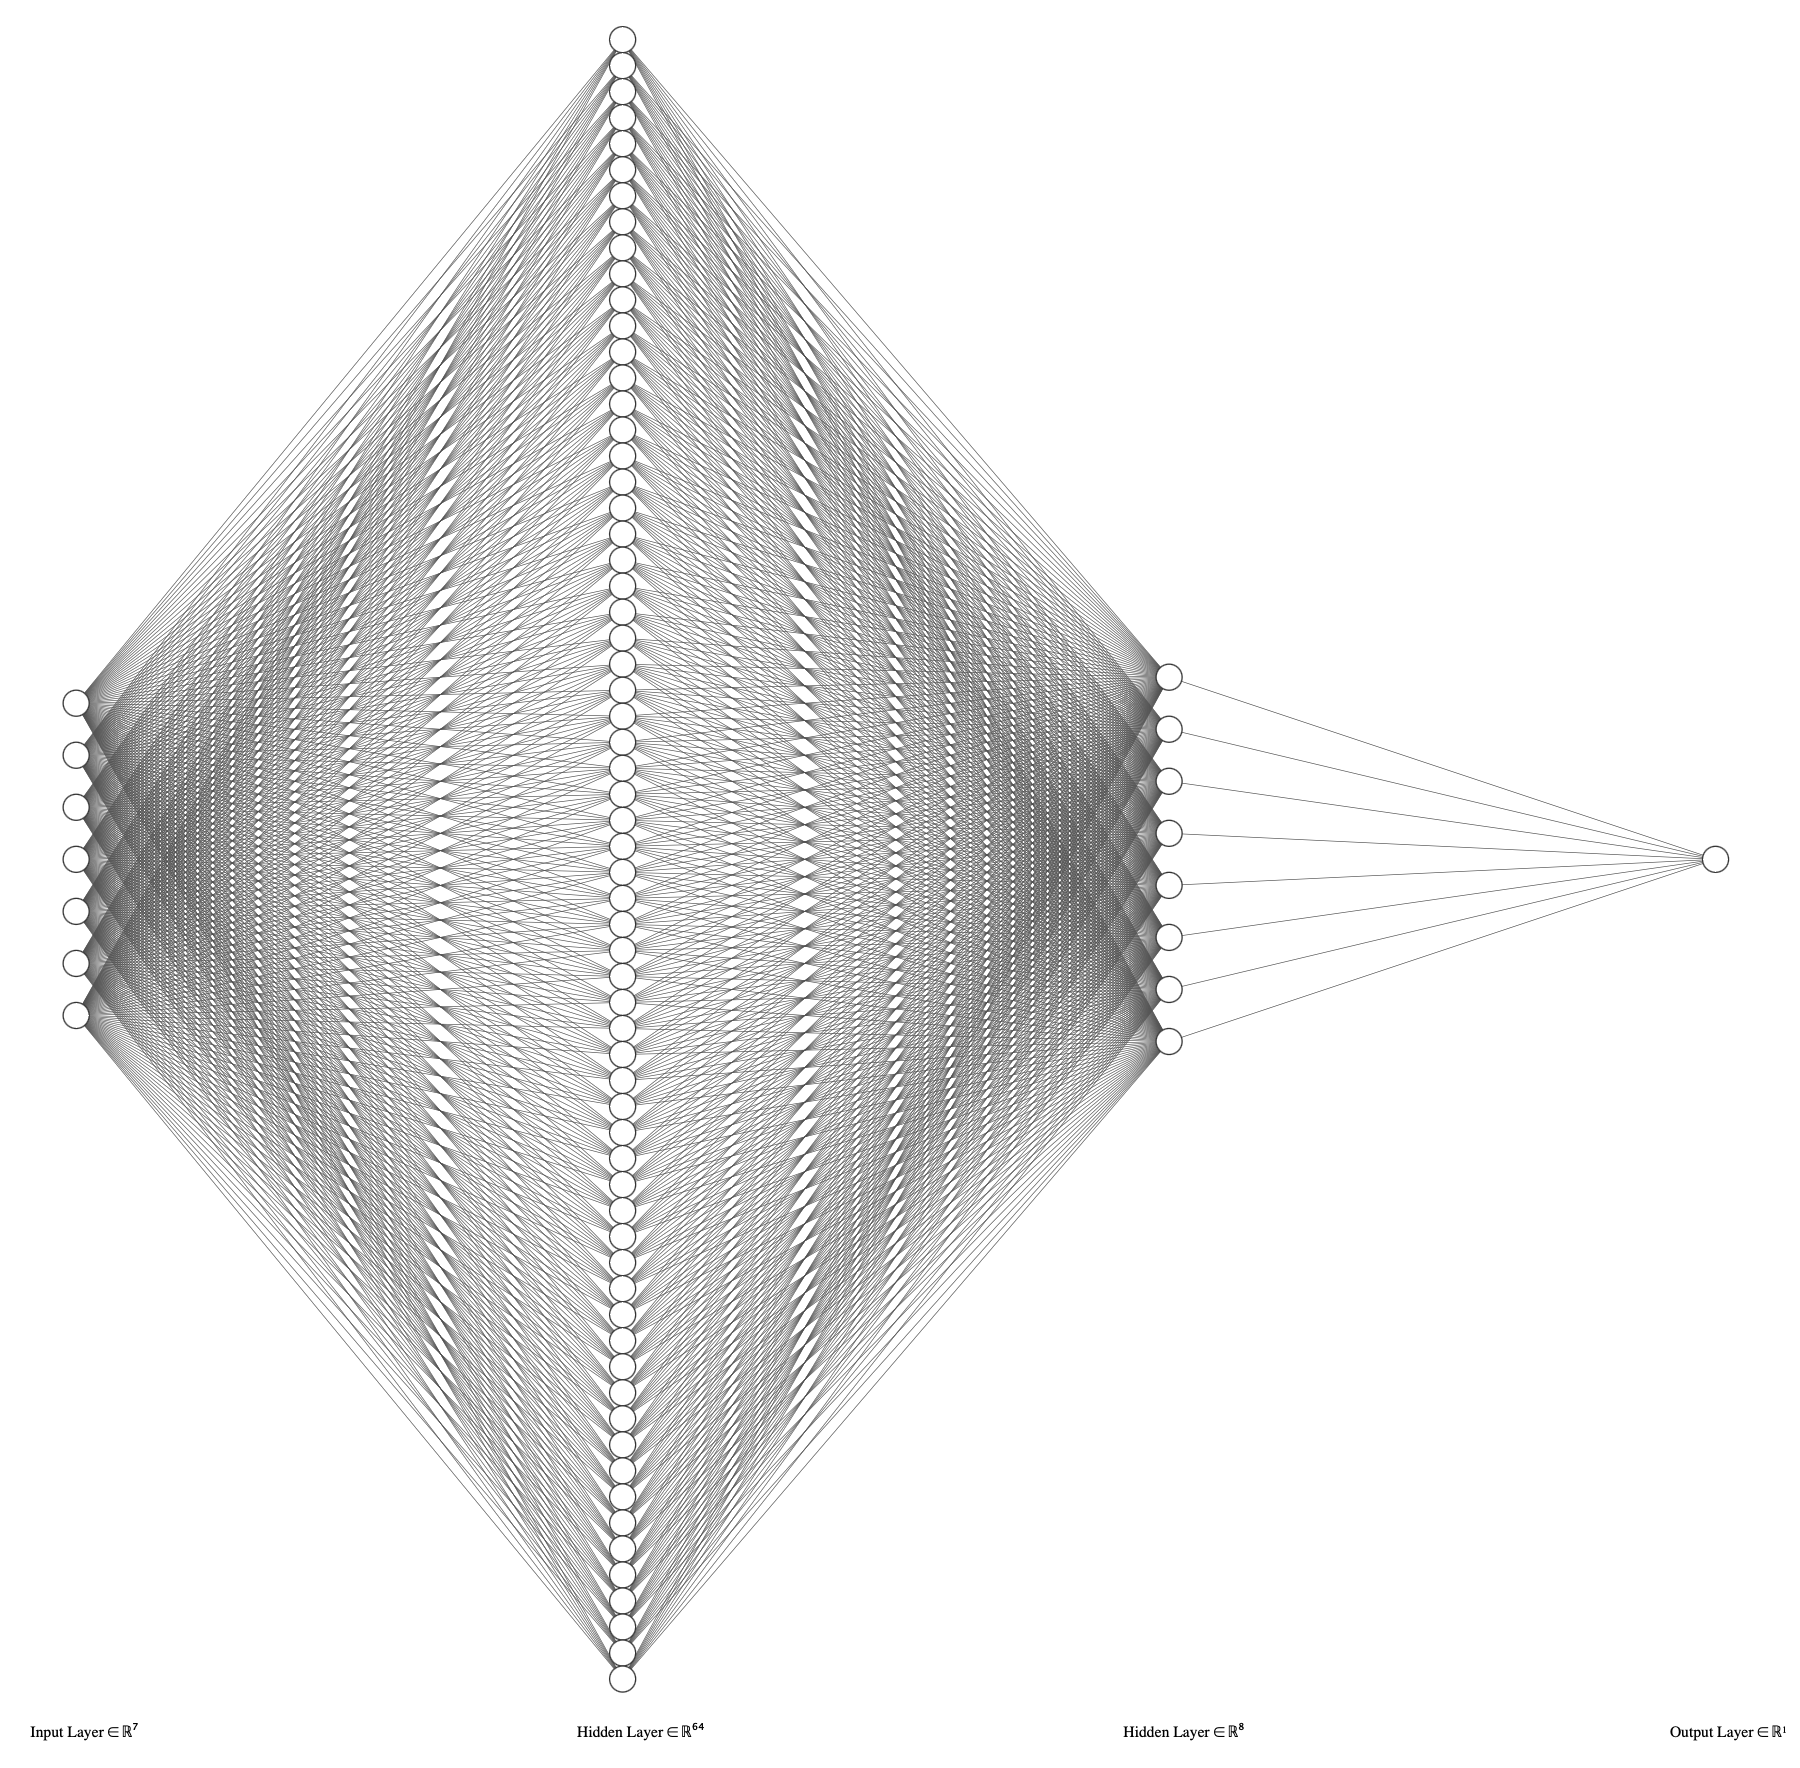 Input Layer ∈ ℝ⁷
Hidden Layer ∈ ℝ⁶⁴
Hidden Layer ∈ ℝ⁸
Output Layer ∈ ℝ¹